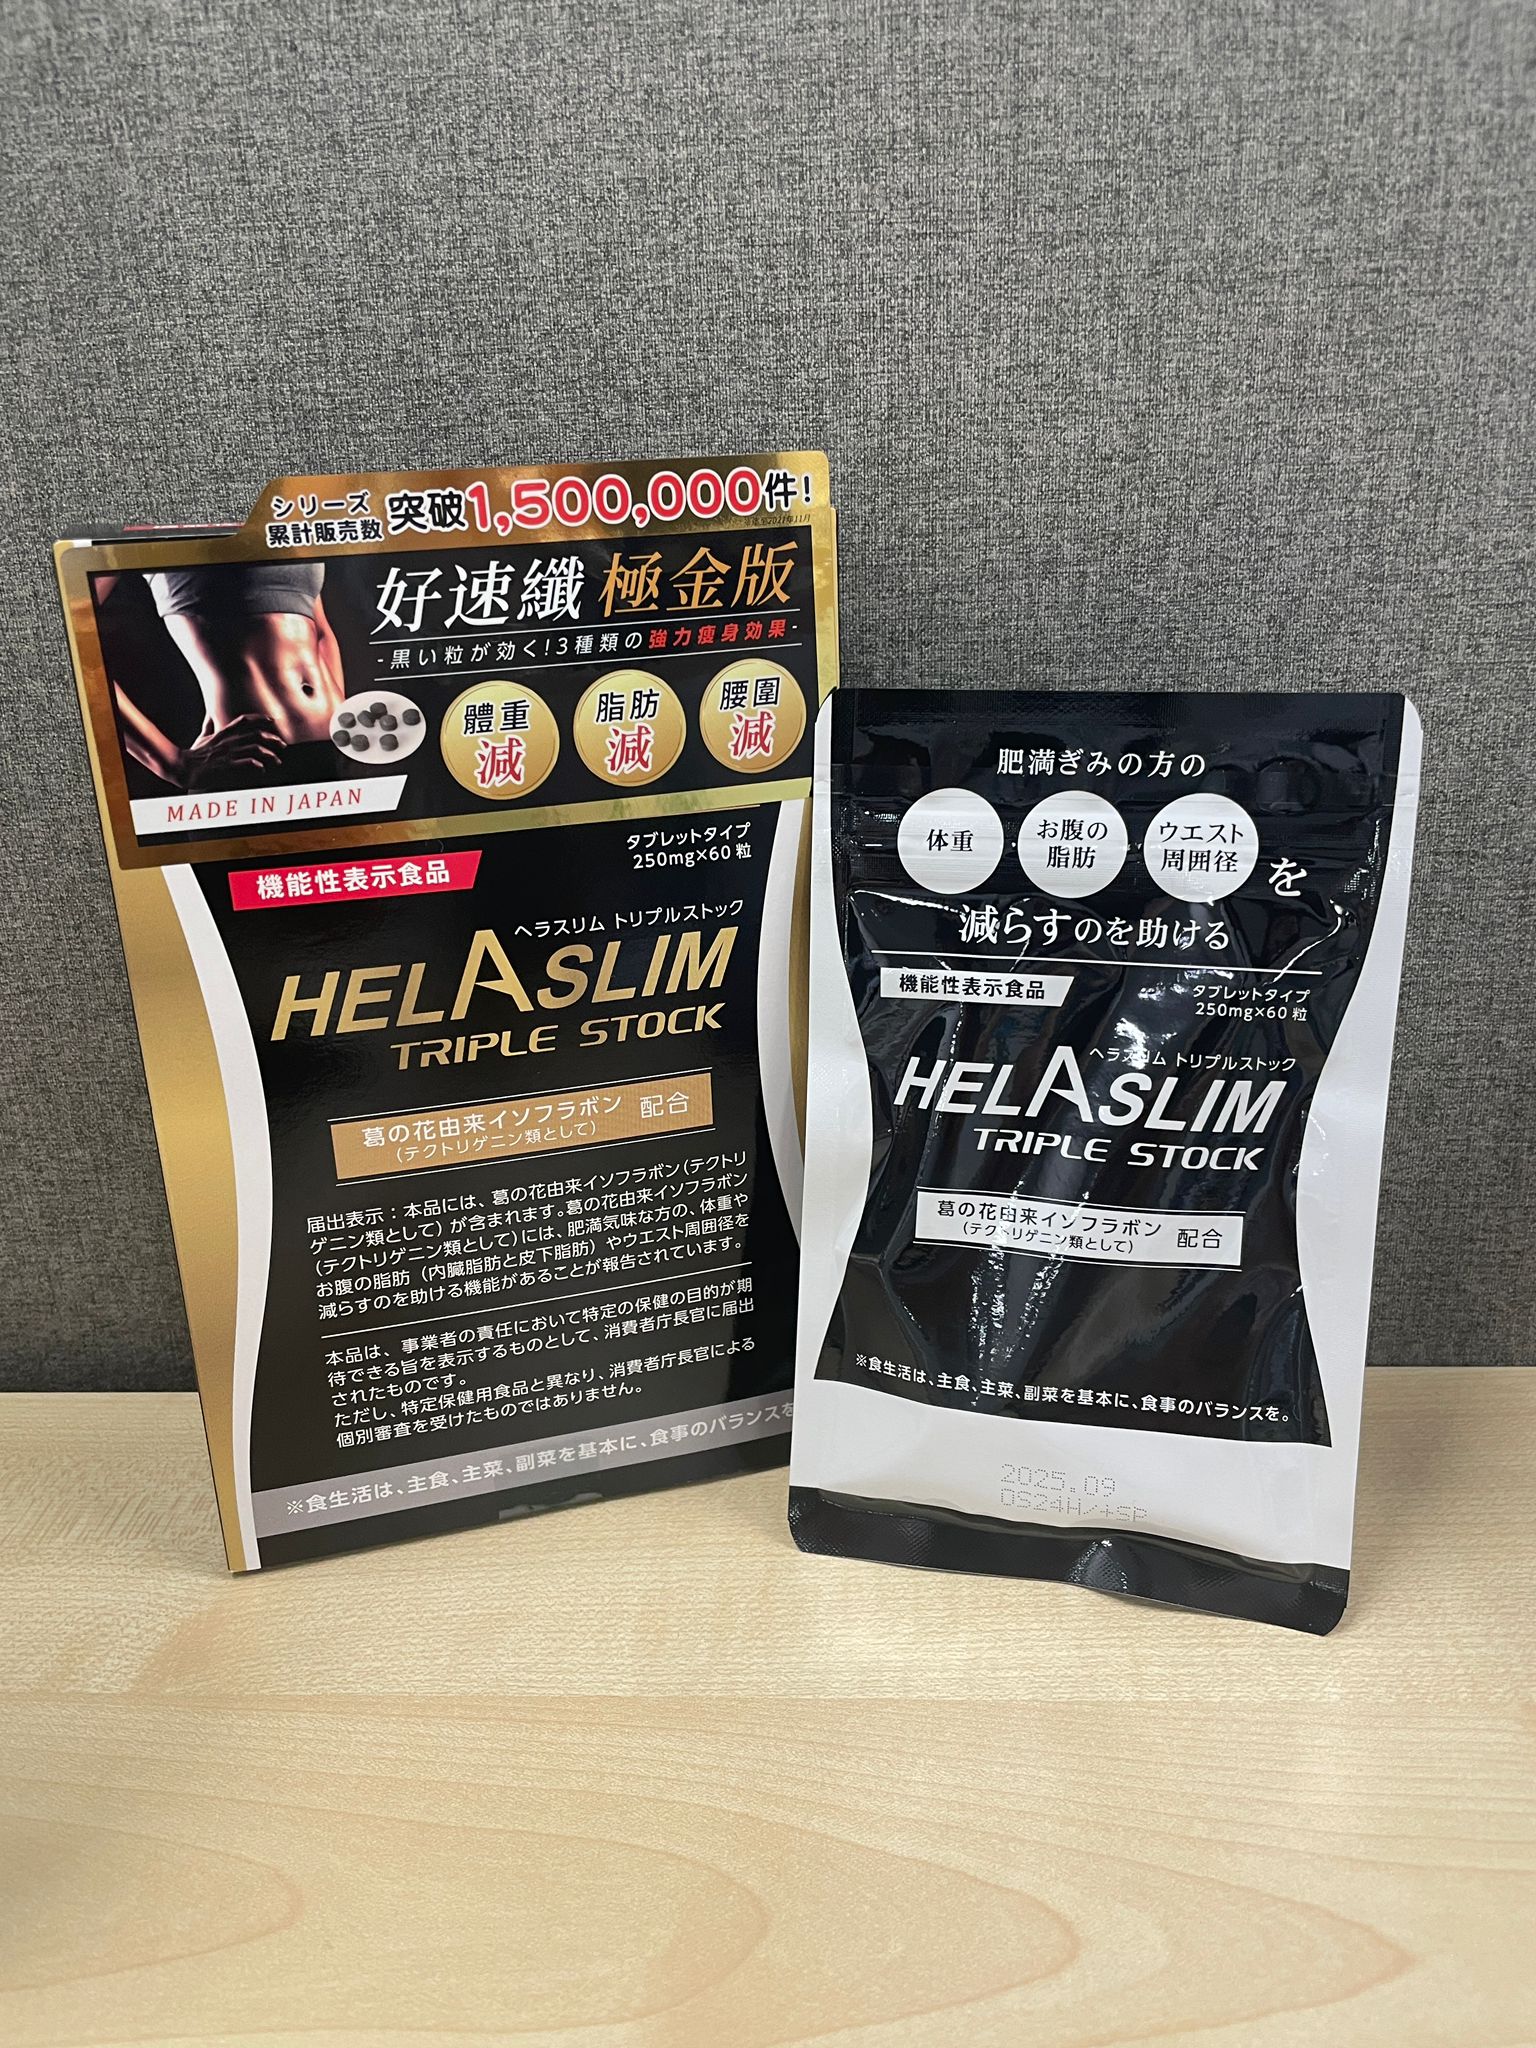 シリーズ
累計販売数 突破1,500,000件!
好速纖 極金版
-黒い粒が効く!3種類の強力痩身効果-
體重
減
脂肪
減
腰圍
減
MADE IN JAPAN
タブレットタイプ
250mg×60粒
機能性表示食品
ヘラスリム トリプルストック
HELASLIM
TRIPLE STOCK
葛の花由来イソフラボン 配合
(テクトリゲニン類として)
届出表示:本品には、葛の花由来イソフラボン(テクトリ
ゲニン類として)が含まれます。葛の花由来イソフラボン
(テクトリゲニン類として)には、肥満気味な方の、体重や
お腹の脂肪(内臓脂肪と皮下脂肪)やウエスト周囲径を
減らすのを助ける機能があることが報告されています。
本品は、事業者の責任において特定の保健の目的が期
待できる旨を表示するものとして、消費者庁長官に届出
されたものです。
ただし、特定保健用食品と異なり、消費者庁長官による
個別審査を受けたものではありません。
※食生活は、主食、主菜、副菜を基本に、食事のバランスを
肥満ぎみの方の
体重
お腹の
脂肪
ウエスト
周囲径
を
減らすのを助ける
機能性表示食品
タブレットタイプ
250mg×60粒
ヘラスリム トリプルストック
HELASLIM
TRIPLE STOCK
葛の花由来イソフラボン 配合
(テクトリゲニン類として)
※食生活は、主食、主菜、副菜を基本に、食事のバランスを。
2025.09